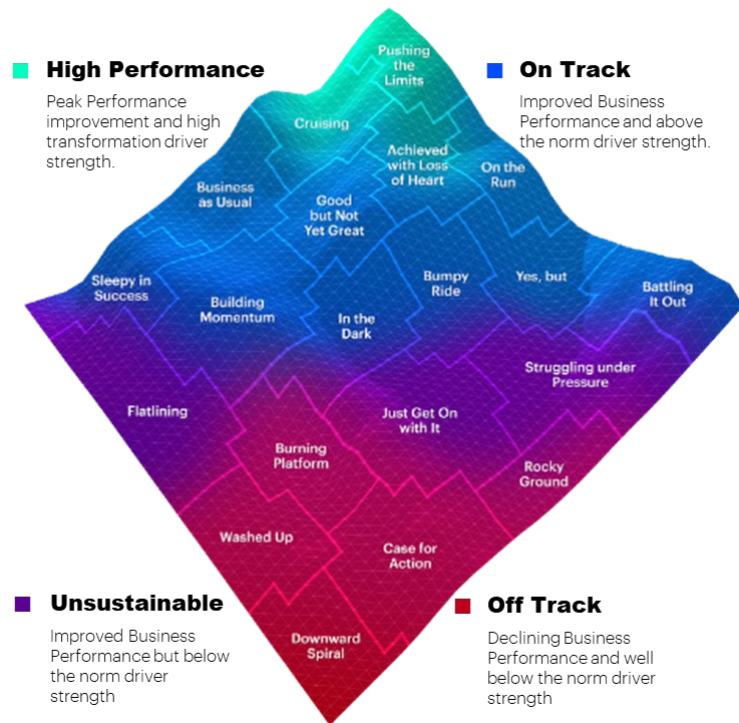 High Performance
Peak Performance
improvement and high
transformation driver
strength.
On Track
Improved Business
Performance and above
the norm driver strength.
Pushing
the
Limits
Cruising
Achieved
with Loss
of Heart
On the
Run
Business
as Usual
Good
but Not
Yet Great
Sleepy in
Success
Building
Momentum
In the
Dark
Bumpy
Ride
Yes, but
Battling
It Out
Flatlining
Just Get On
with It
Struggling under
Pressure
Burning
Platform
Rocky
Ground
Washed Up
Case for
Action
Downward
Spiral
Unsustainable
Improved Business
Performance but below
the norm driver
strength
Off Track
Declining Business
Performance and well
below the norm driver
strength